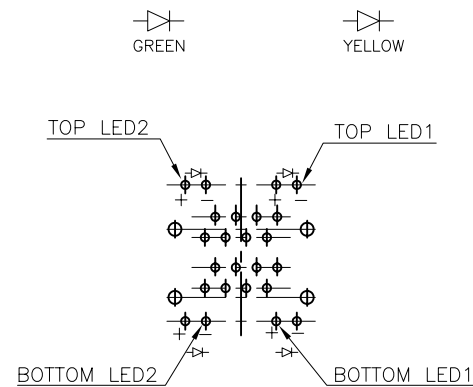 GREEN YELLOW
TOP LED2 TOP LED1
+ − + −
+ − + −
BOTTOM LED2 BOTTOM LED1